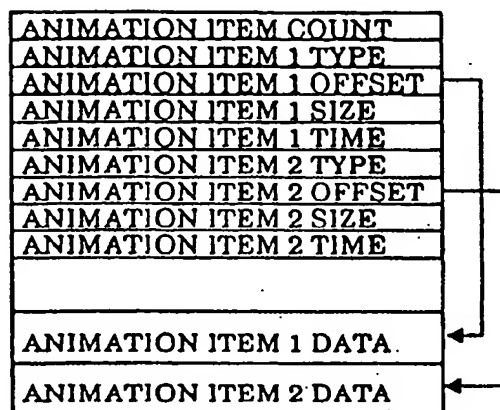 ANIMATION ITEM COUNT
ANIMATION ITEM 1 TYPE
ANIMATION ITEM 1 OFFSET
ANIMATION ITEM 1 SIZE
ANIMATION ITEM 1 TIME
ANIMATION ITEM 2 TYPE
ANIMATION ITEM 2 OFFSET
ANIMATION ITEM 2 SIZE
ANIMATION ITEM 2 TIME
ANIMATION ITEM 1 DATA
ANIMATION ITEM 2 DATA